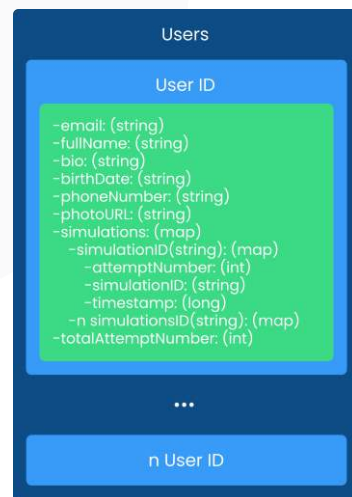 Users
User ID
-email: (string)
-fullName: (string)
-bio: (string)
-birthDate: (string)
-phoneNumber: (string)
-photoURL: (string)
-simulations: (map)
-simulationID(string): (map)
-attemptNumber: (int)
-simulationID: (string)
-timestamp: (long)
-n simulationsID(string): (map)
-totalAttemptNumber: (int)
...
n User ID